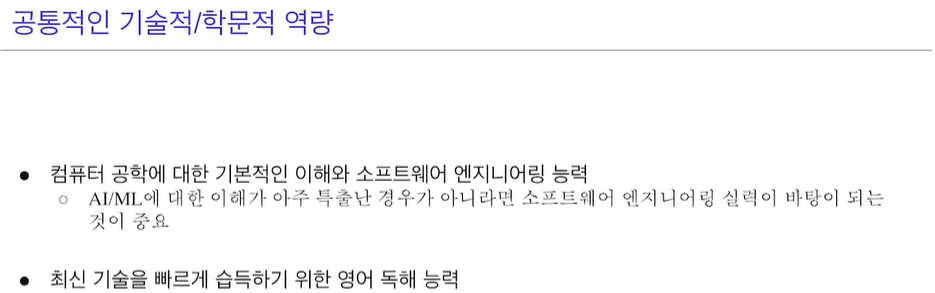 공통적인 기술적/학문적 역량
● 컴퓨터 공학에 대한 기본적인 이해와 소프트웨어 엔지니어링 능력
○ AI/ML에 대한 이해가 아주 특출난 경우가 아니라면 소프트웨어 엔지니어링 실력이 바탕이 되는
것이 중요
● 최신 기술을 빠르게 습득하기 위한 영어 독해 능력